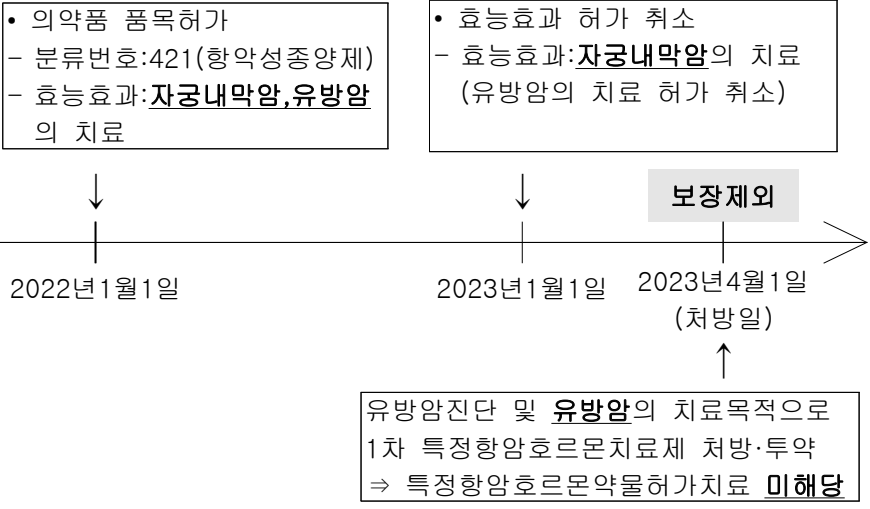 • 의약품 품목허가
- 분류번호:421(항악성종양제)
- 효능효과:자궁내막암,유방암
의 치료
• 효능효과 허가 취소
- 효능효과:자궁내막암의 치료
(유방암의 치료 허가 취소)
↓
↓
보장제외
2022년1월1일
2023년1월1일
2023년4월1일
(처방일)
↑
유방암진단 및 유방암의 치료목적으로
1차 특정항암호르몬치료제 처방·투약
⇒ 특정항암호르몬약물허가치료 미해당